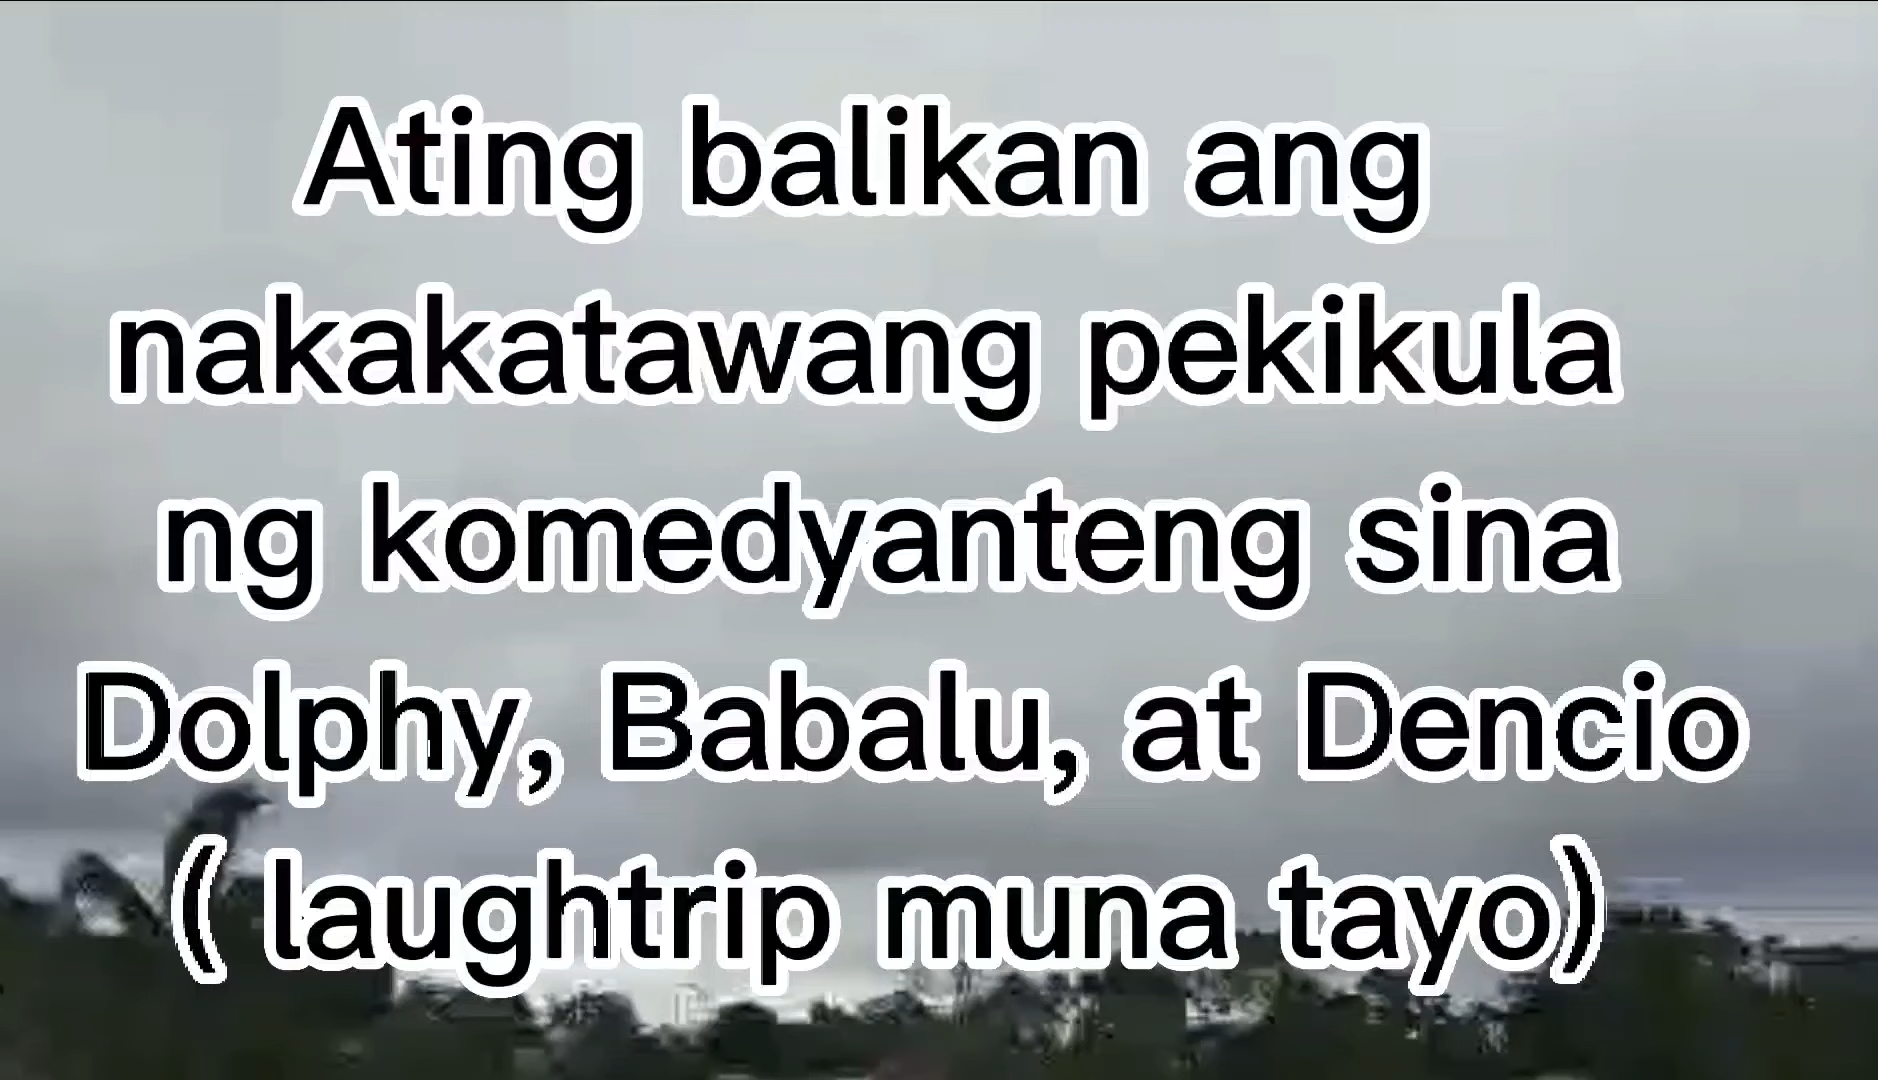 Ating balikan ang
nakakatawang pekikula
ng komedyanteng sina
Dolphy, Babalu, at Dencio
( laughtrip muna tayo)